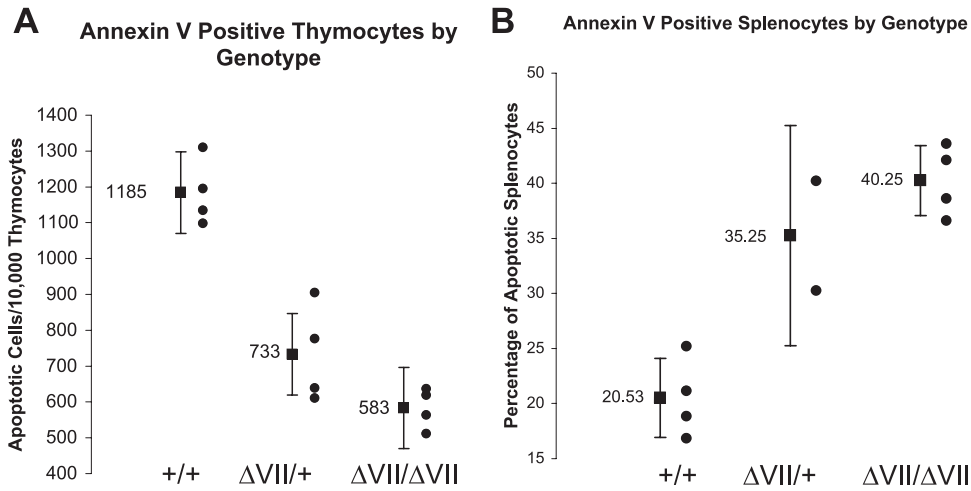 A
Annexin V Positive Thymocytes by
Genotype
Apoptotic Cells/10,000 Thymocytes
1400
1300
1200
1100
1000
900
800
700
600
500
400
1185
733
583
+/+
ΔVII/+
ΔVII/ΔVII
B
Annexin V Positive Splenocytes by Genotype
Percentage of Apoptotic Splenocytes
50
45
40
35
30
25
20
15
20.53
35.25
40.25
+/+
ΔVII/+
ΔVII/ΔVII